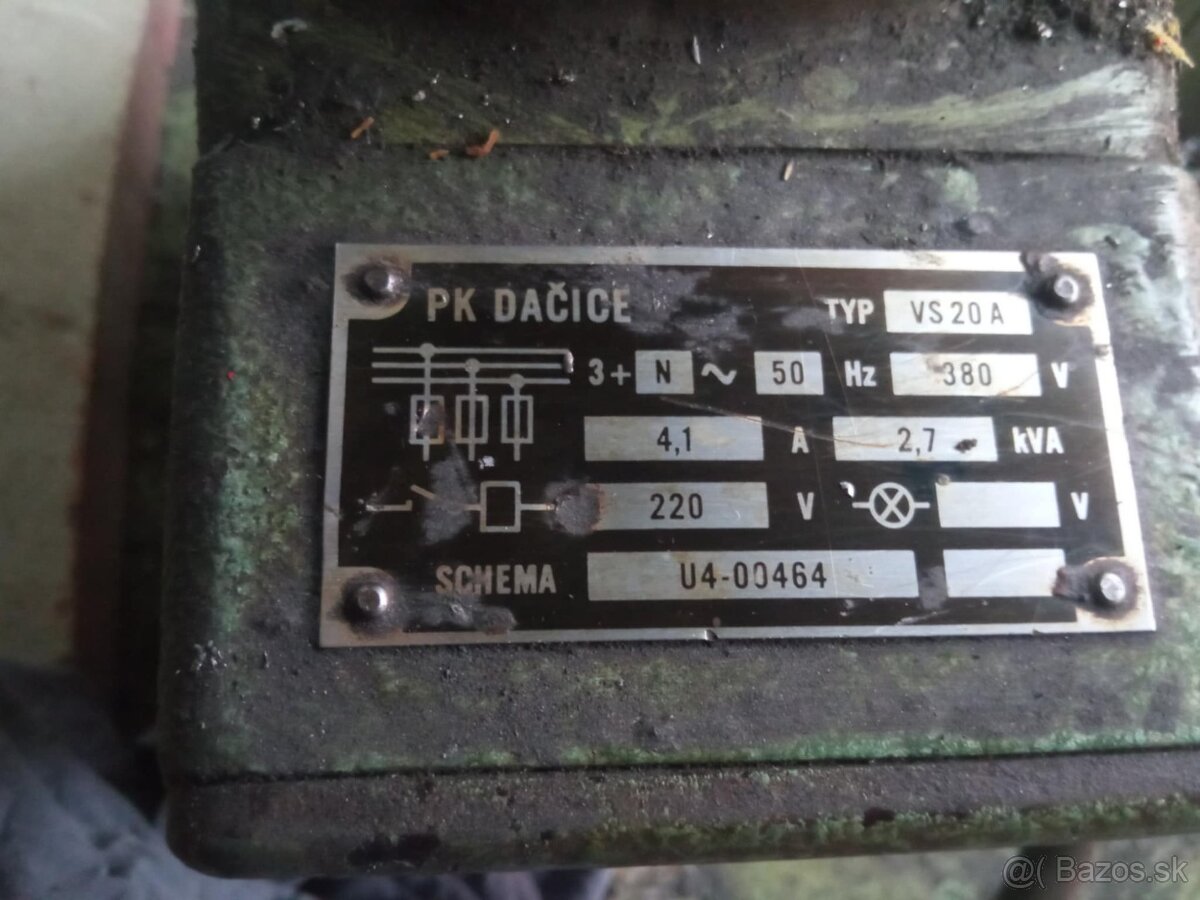 PK DAČICE TYP VS 20 A
3+ N ~ 50 Hz 380 V
4,1 A 2,7 kVA
220 V V
SCHEMA U4-00464
@( Bazos.sk